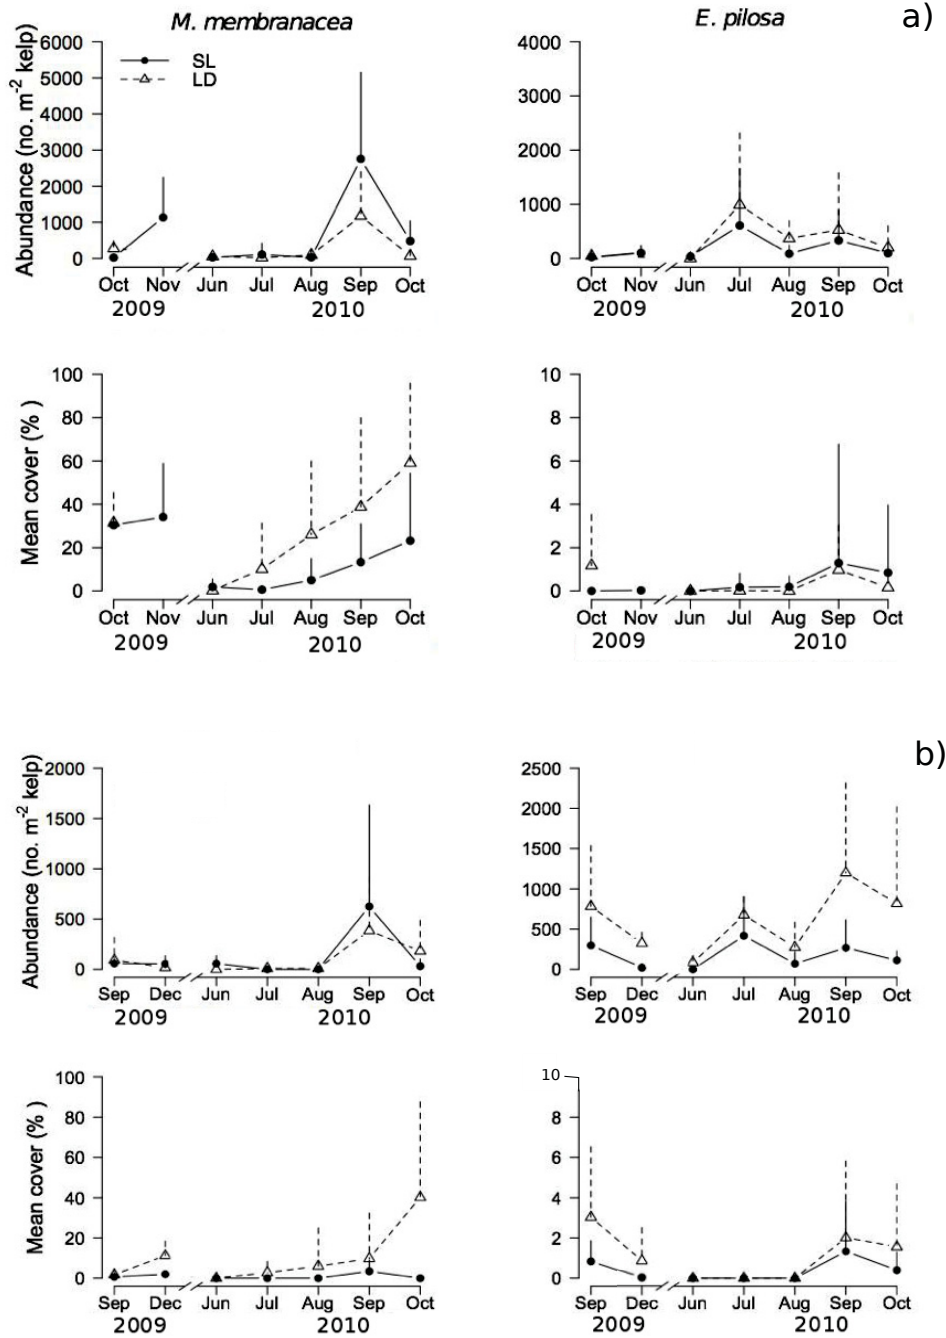 M. membranacea E. pilosa a)
Abundance (no. m-2 kelp)
6000 5000 4000 3000 2000 1000 0
SL
LD
Oct Nov Jun Jul Aug Sep Oct
2009 2010
4000 3000 2000 1000 0
Oct Nov Jun Jul Aug Sep Oct
2009 2010
Mean cover (% )
100 80 60 40 20 0
Oct Nov Jun Jul Aug Sep Oct
2009 2010
10 8 6 4 2 0
Oct Nov Jun Jul Aug Sep Oct
2009 2010
b)
Abundance (no. m-2 kelp)
2000 1500 1000 500 0
Sep Dec Jun Jul Aug Sep Oct
2009 2010
2500 2000 1500 1000 500 0
Sep Dec Jun Jul Aug Sep Oct
2009 2010
Mean cover (% )
100 80 60 40 20 0
Sep Dec Jun Jul Aug Sep Oct
2009 2010
10 8 6 4 2 0
Sep Dec Jun Jul Aug Sep Oct
2009 2010